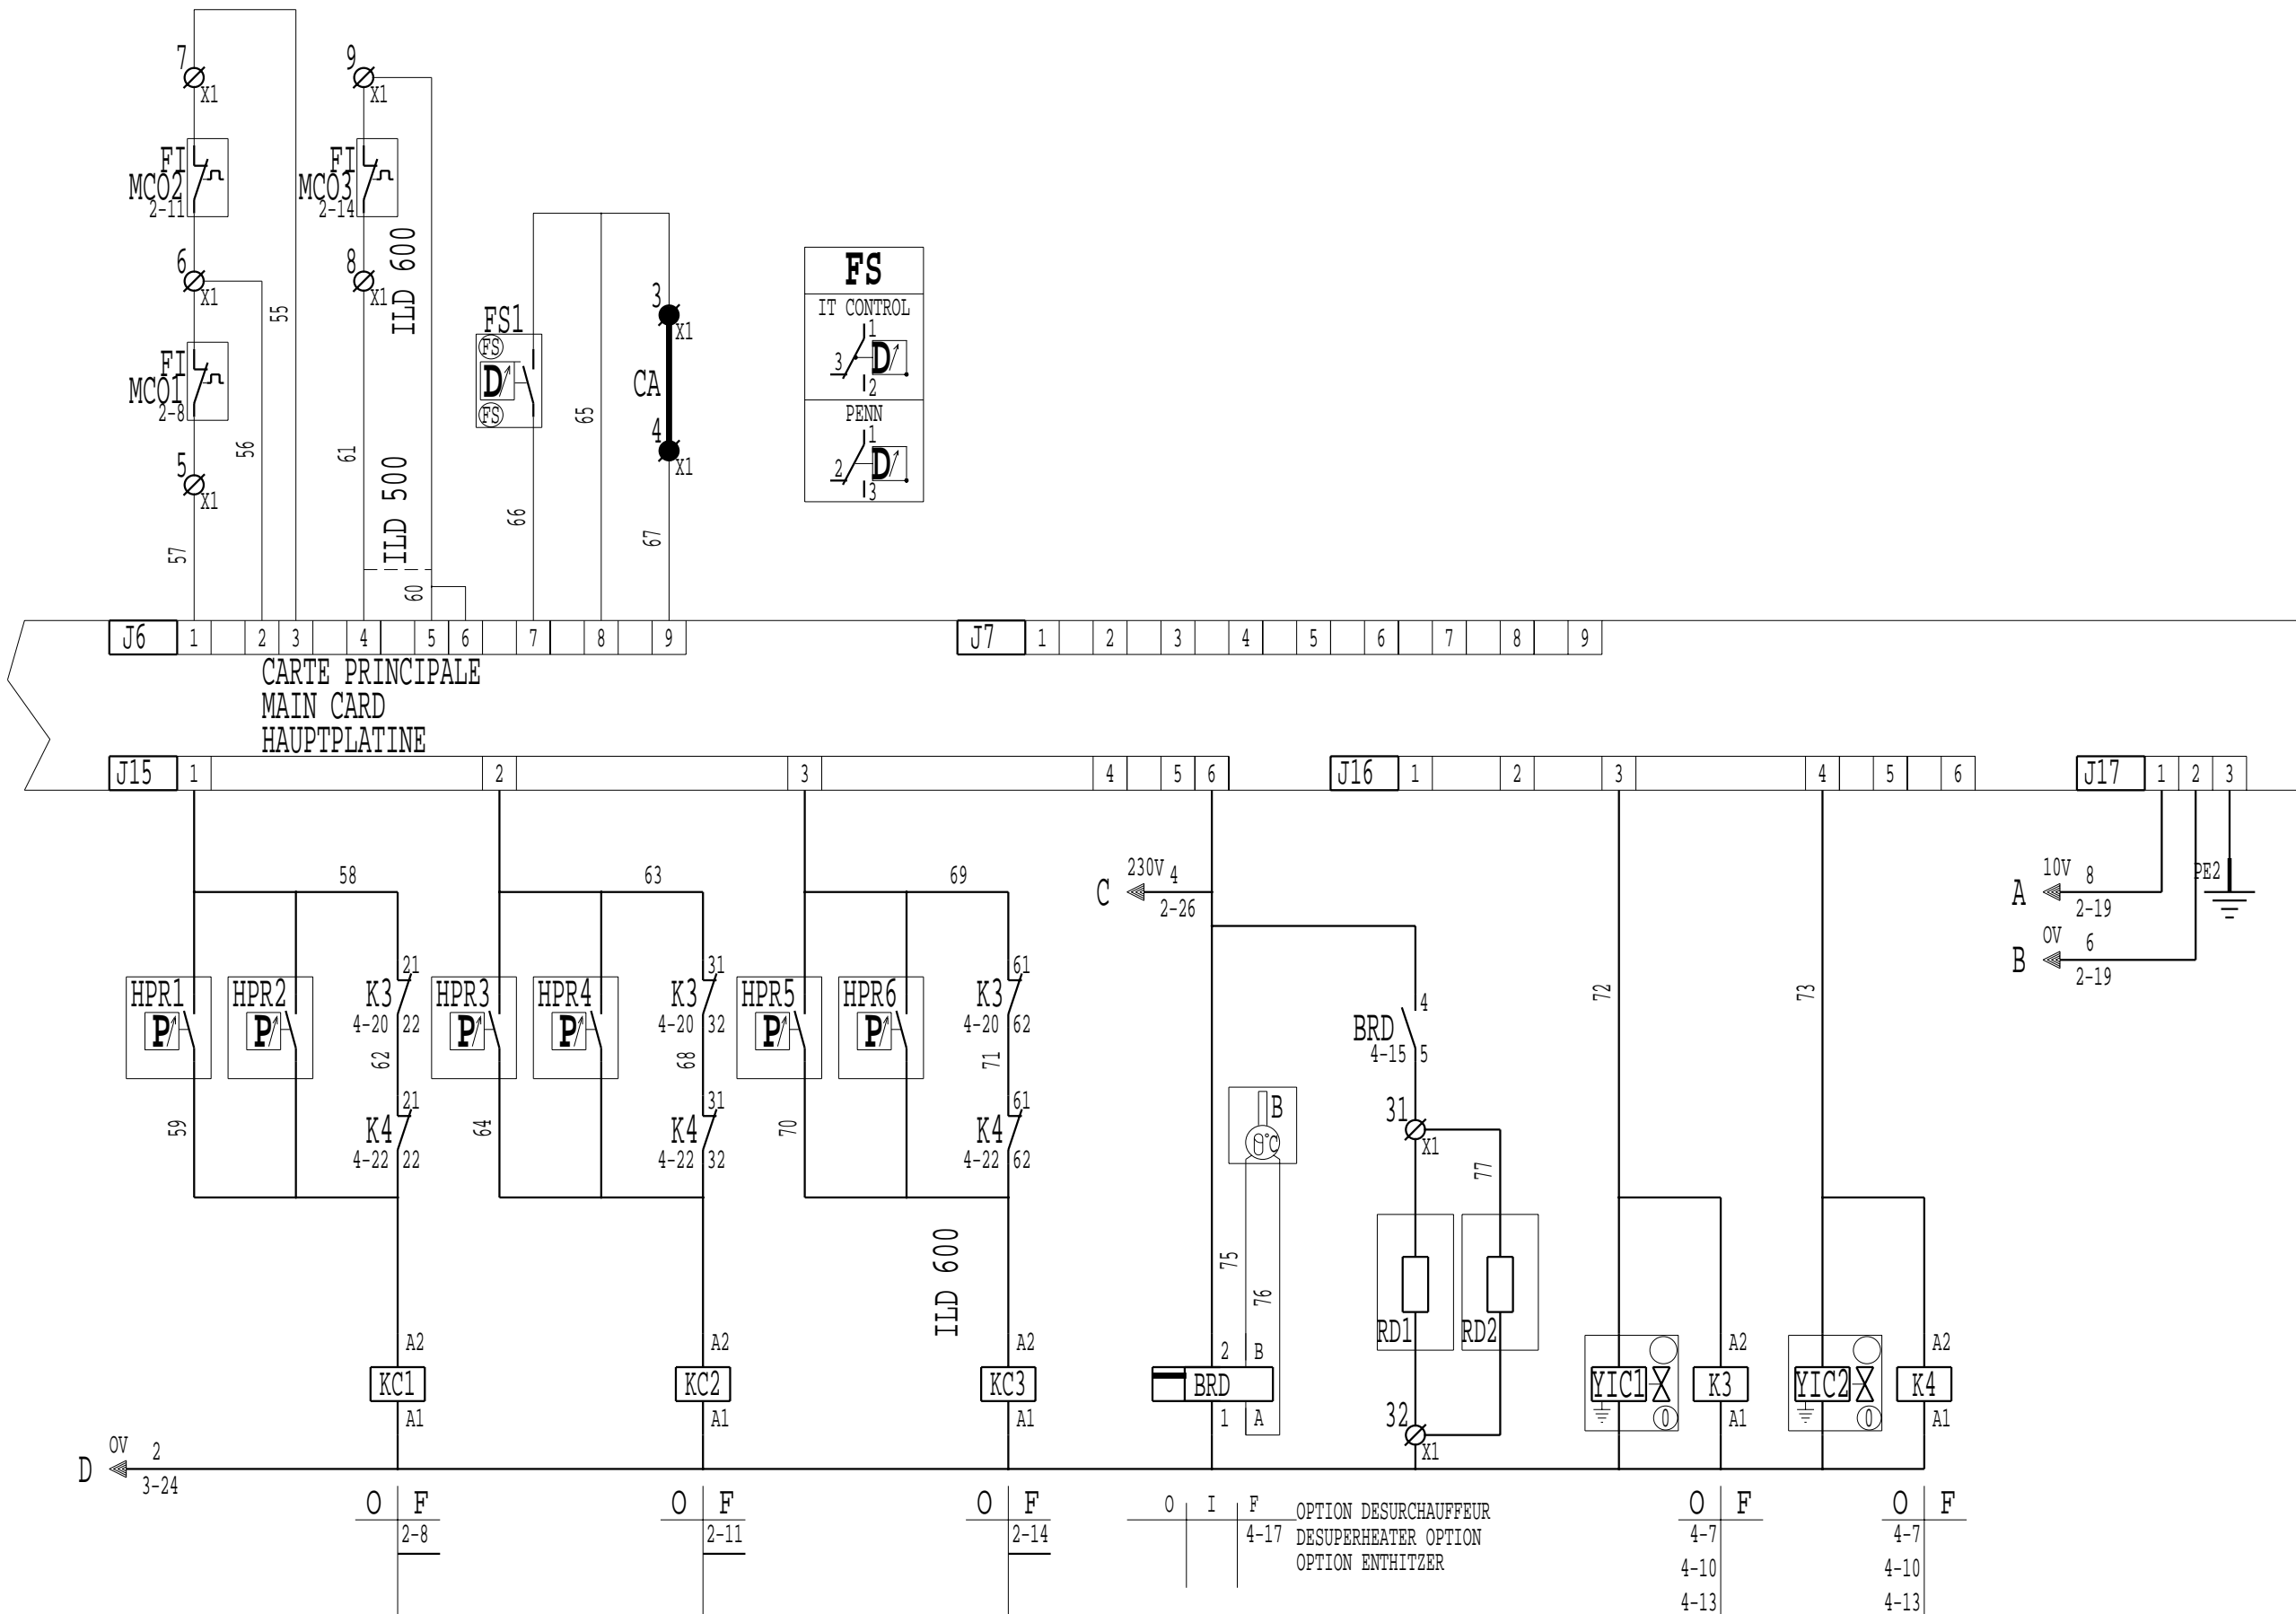 7
X1
FI
MCO2
2-11
6
X1
FI
MCO1
2-8
5
X1
57
56
55
9
X1
FI
MCO3
2-14
8
X1
ILD 600
61
ILD 500
60
FS1
FS
D
FS
66
65
3
X1
CA
4
X1
67
FS
IT CONTROL
1
3
D
2
PENN
1
2
D
3
J6 1 2 3 4 5 6 7 8 9
J7 1 2 3 4 5 6 7 8 9
CARTE PRINCIPALE
MAIN CARD
HAUPTPLATINE
J15 1 2 3 4 5 6
J16 1 2 3 4 5 6
J17 1 2 3
58
HPR1
P
HPR2
P
21
K3
4-20 22
62
21
K4
4-22 22
59
63
HPR3
P
HPR4
P
31
K3
4-20 32
68
31
K4
4-22 32
64
69
HPR5
P
HPR6
P
61
K3
4-20 62
71
61
K4
4-22 62
70
ILD 600
C
230V 4
2-26
BRD
4
4-15 5
31
X1
77
B
θ°C
75
76
RD1
RD2
32
X1
72
73
A
10V 8
2-19
B
0V 6
2-19
PE2
A2
KC1
A1
A2
KC2
A1
A2
KC3
A1
2 B
BRD
1 A
YIC1
0
A2
K3
A1
YIC2
0
A2
K4
A1
D
0V 2
3-24
O F
2-8
O F
2-11
O F
2-14
O I F
4-17
OPTION DESURCHAUFFEUR
DESUPERHEATER OPTION
OPTION ENTHITZER
O F
4-7
4-10
4-13
O F
4-7
4-10
4-13